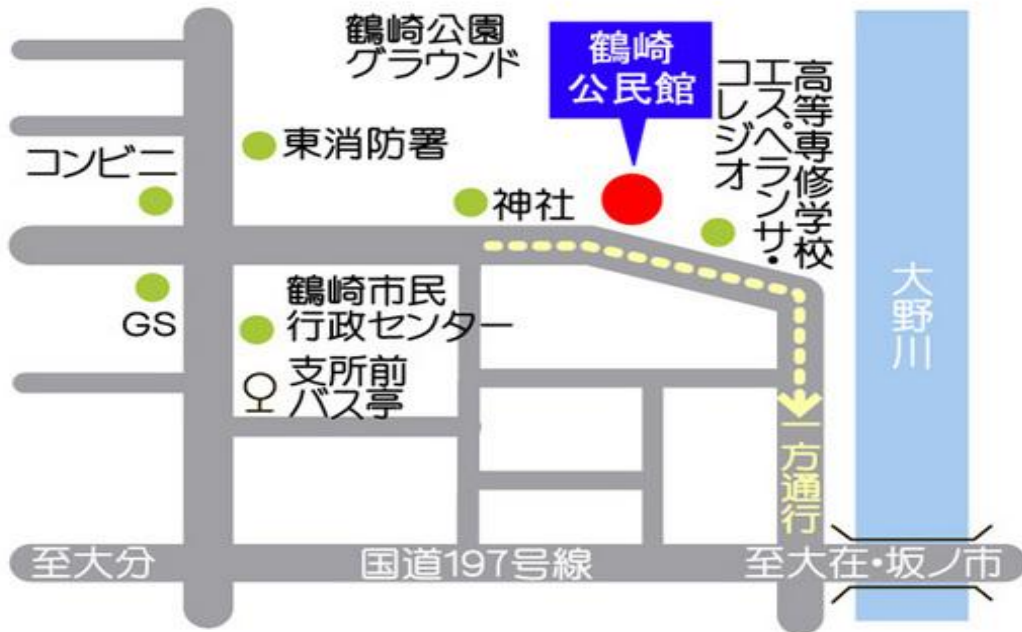 鶴崎公園
グラウンド
鶴崎
公民館
高等専修学校
エスペランサ・
コレジオ
コンビニ
東消防署
神社
大野川
GS
鶴崎市民
行政センター
支所前
バス亭
一方通行
至大分
国道197号線
至大在・坂ノ市